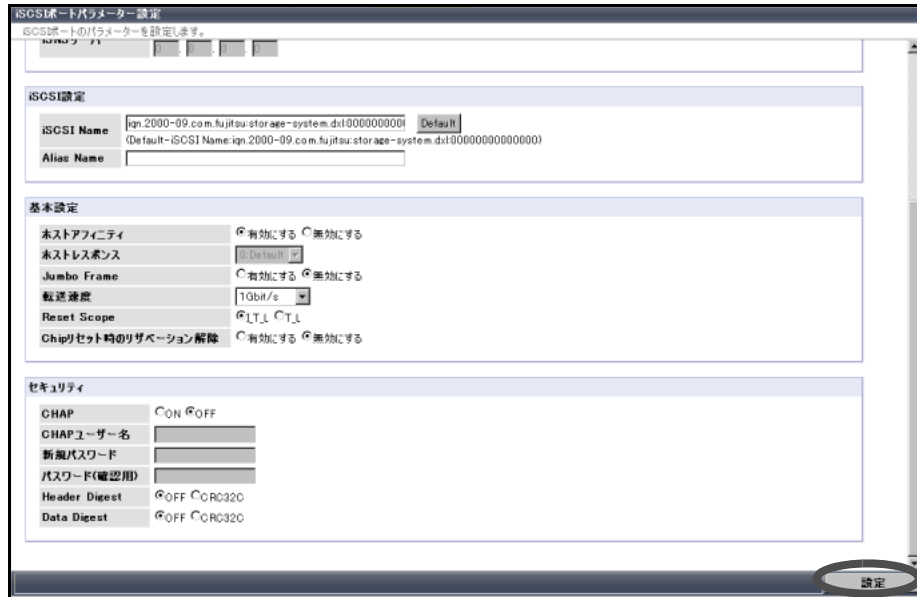 iSCSIポートパラメーター設定
iSCSIポートのパラメーターを設定します。
0 . 0 . 0 . 0
iSCSI設定
iSCSI Name iqn.2000-09.com.fujitsu:storage-system.dxl:000000000 Default
(Default-iSCSI Name:iqn.2000-09.com.fujitsu:storage-system.dxl:00000000000000)
Alias Name
基本設定
ホストアフィニティ 有効にする 無効にする
ホストレスポンス 0:Default
Jumbo Frame 有効にする 無効にする
転送速度 1Gbit/s
Reset Scope I_T_L T_L
Chipリセット時のリザベーション解除 有効にする 無効にする
セキュリティ
CHAP ON OFF
CHAPユーザー名
新規パスワード
パスワード(確認用)
Header Digest OFF CRC32C
Data Digest OFF CRC32C
設定